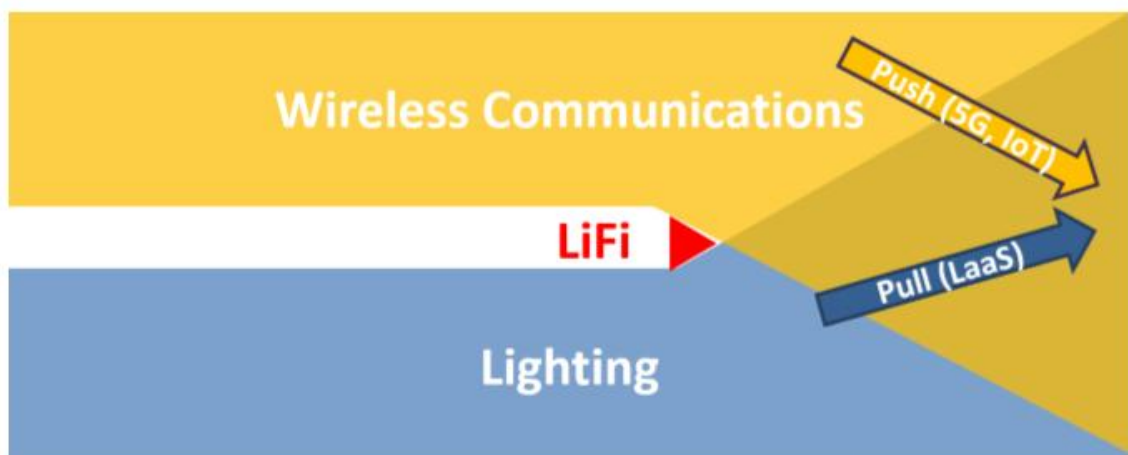 Wireless Communications
Push (5G, IoT)
LiFi
Pull (LaaS)
Lighting